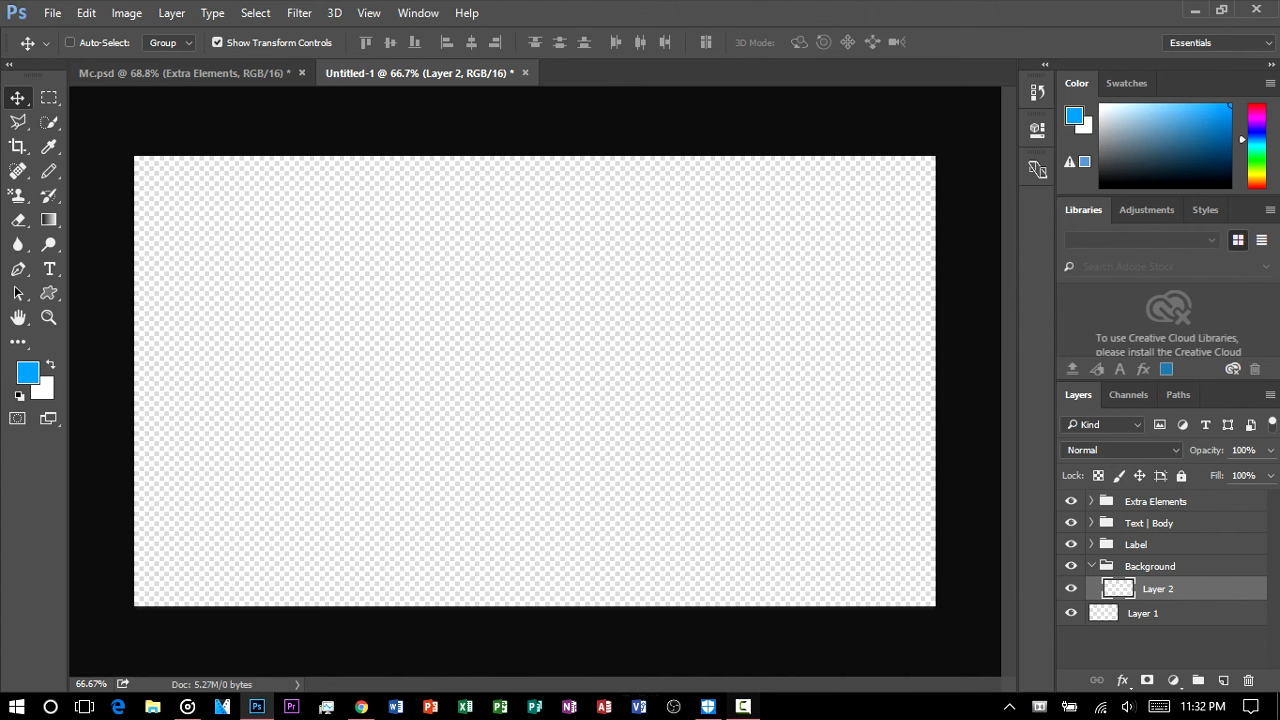 Ps File Edit Image Layer Type Select Filter 3D View Window Help
Auto-Select: Group Show Transform Controls 3D Mode: Essentials
Mc.psd @ 68.8% (Extra Elements, RGB/16) * Untitled-1 @ 66.7% (Layer 2, RGB/16) *
Color Swatches
Libraries Adjustments Styles
Search Adobe Stock
To use Creative Cloud Libraries,
please install the Creative Cloud
Layers Channels Paths
Kind
Normal Opacity: 100%
Lock: Fill: 100%
Extra Elements
Text | Body
Label
Background
Layer 2
Layer 1
66.67% Doc: 5.27M/0 bytes
11:32 PM